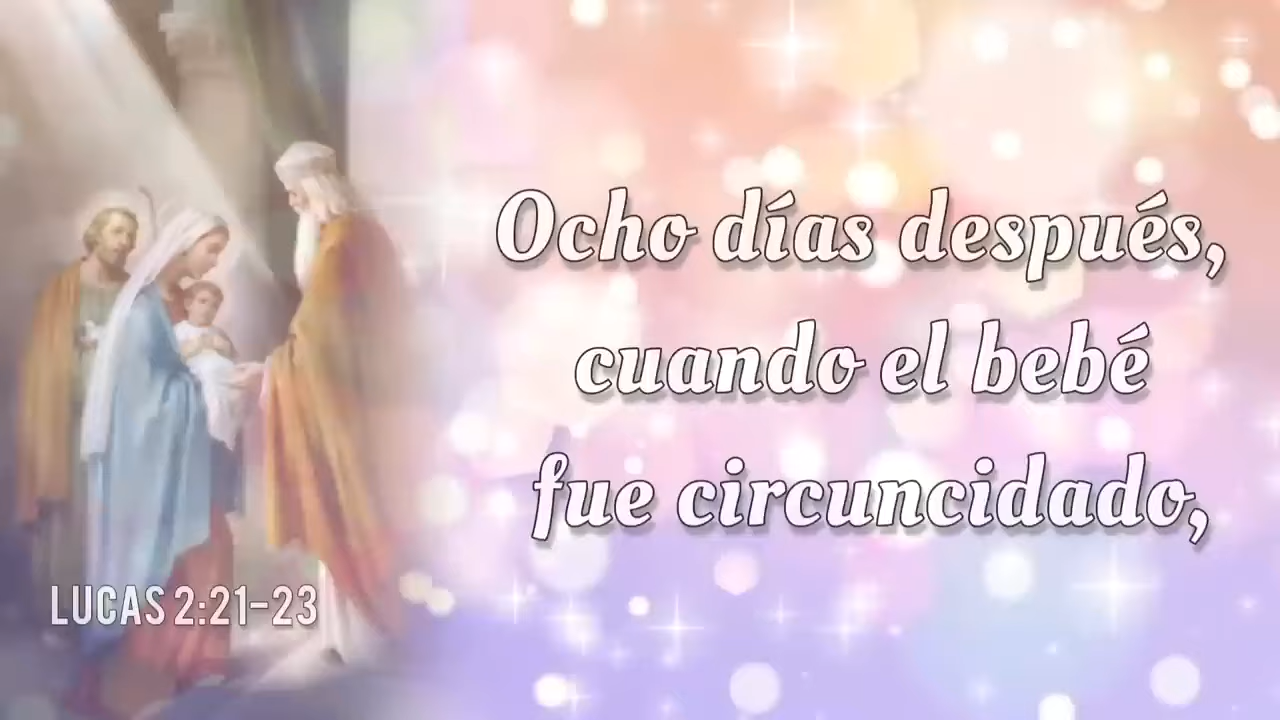 Ocho días después,
cuando el bebé
fue circuncidado,
LUCAS 2:21-23